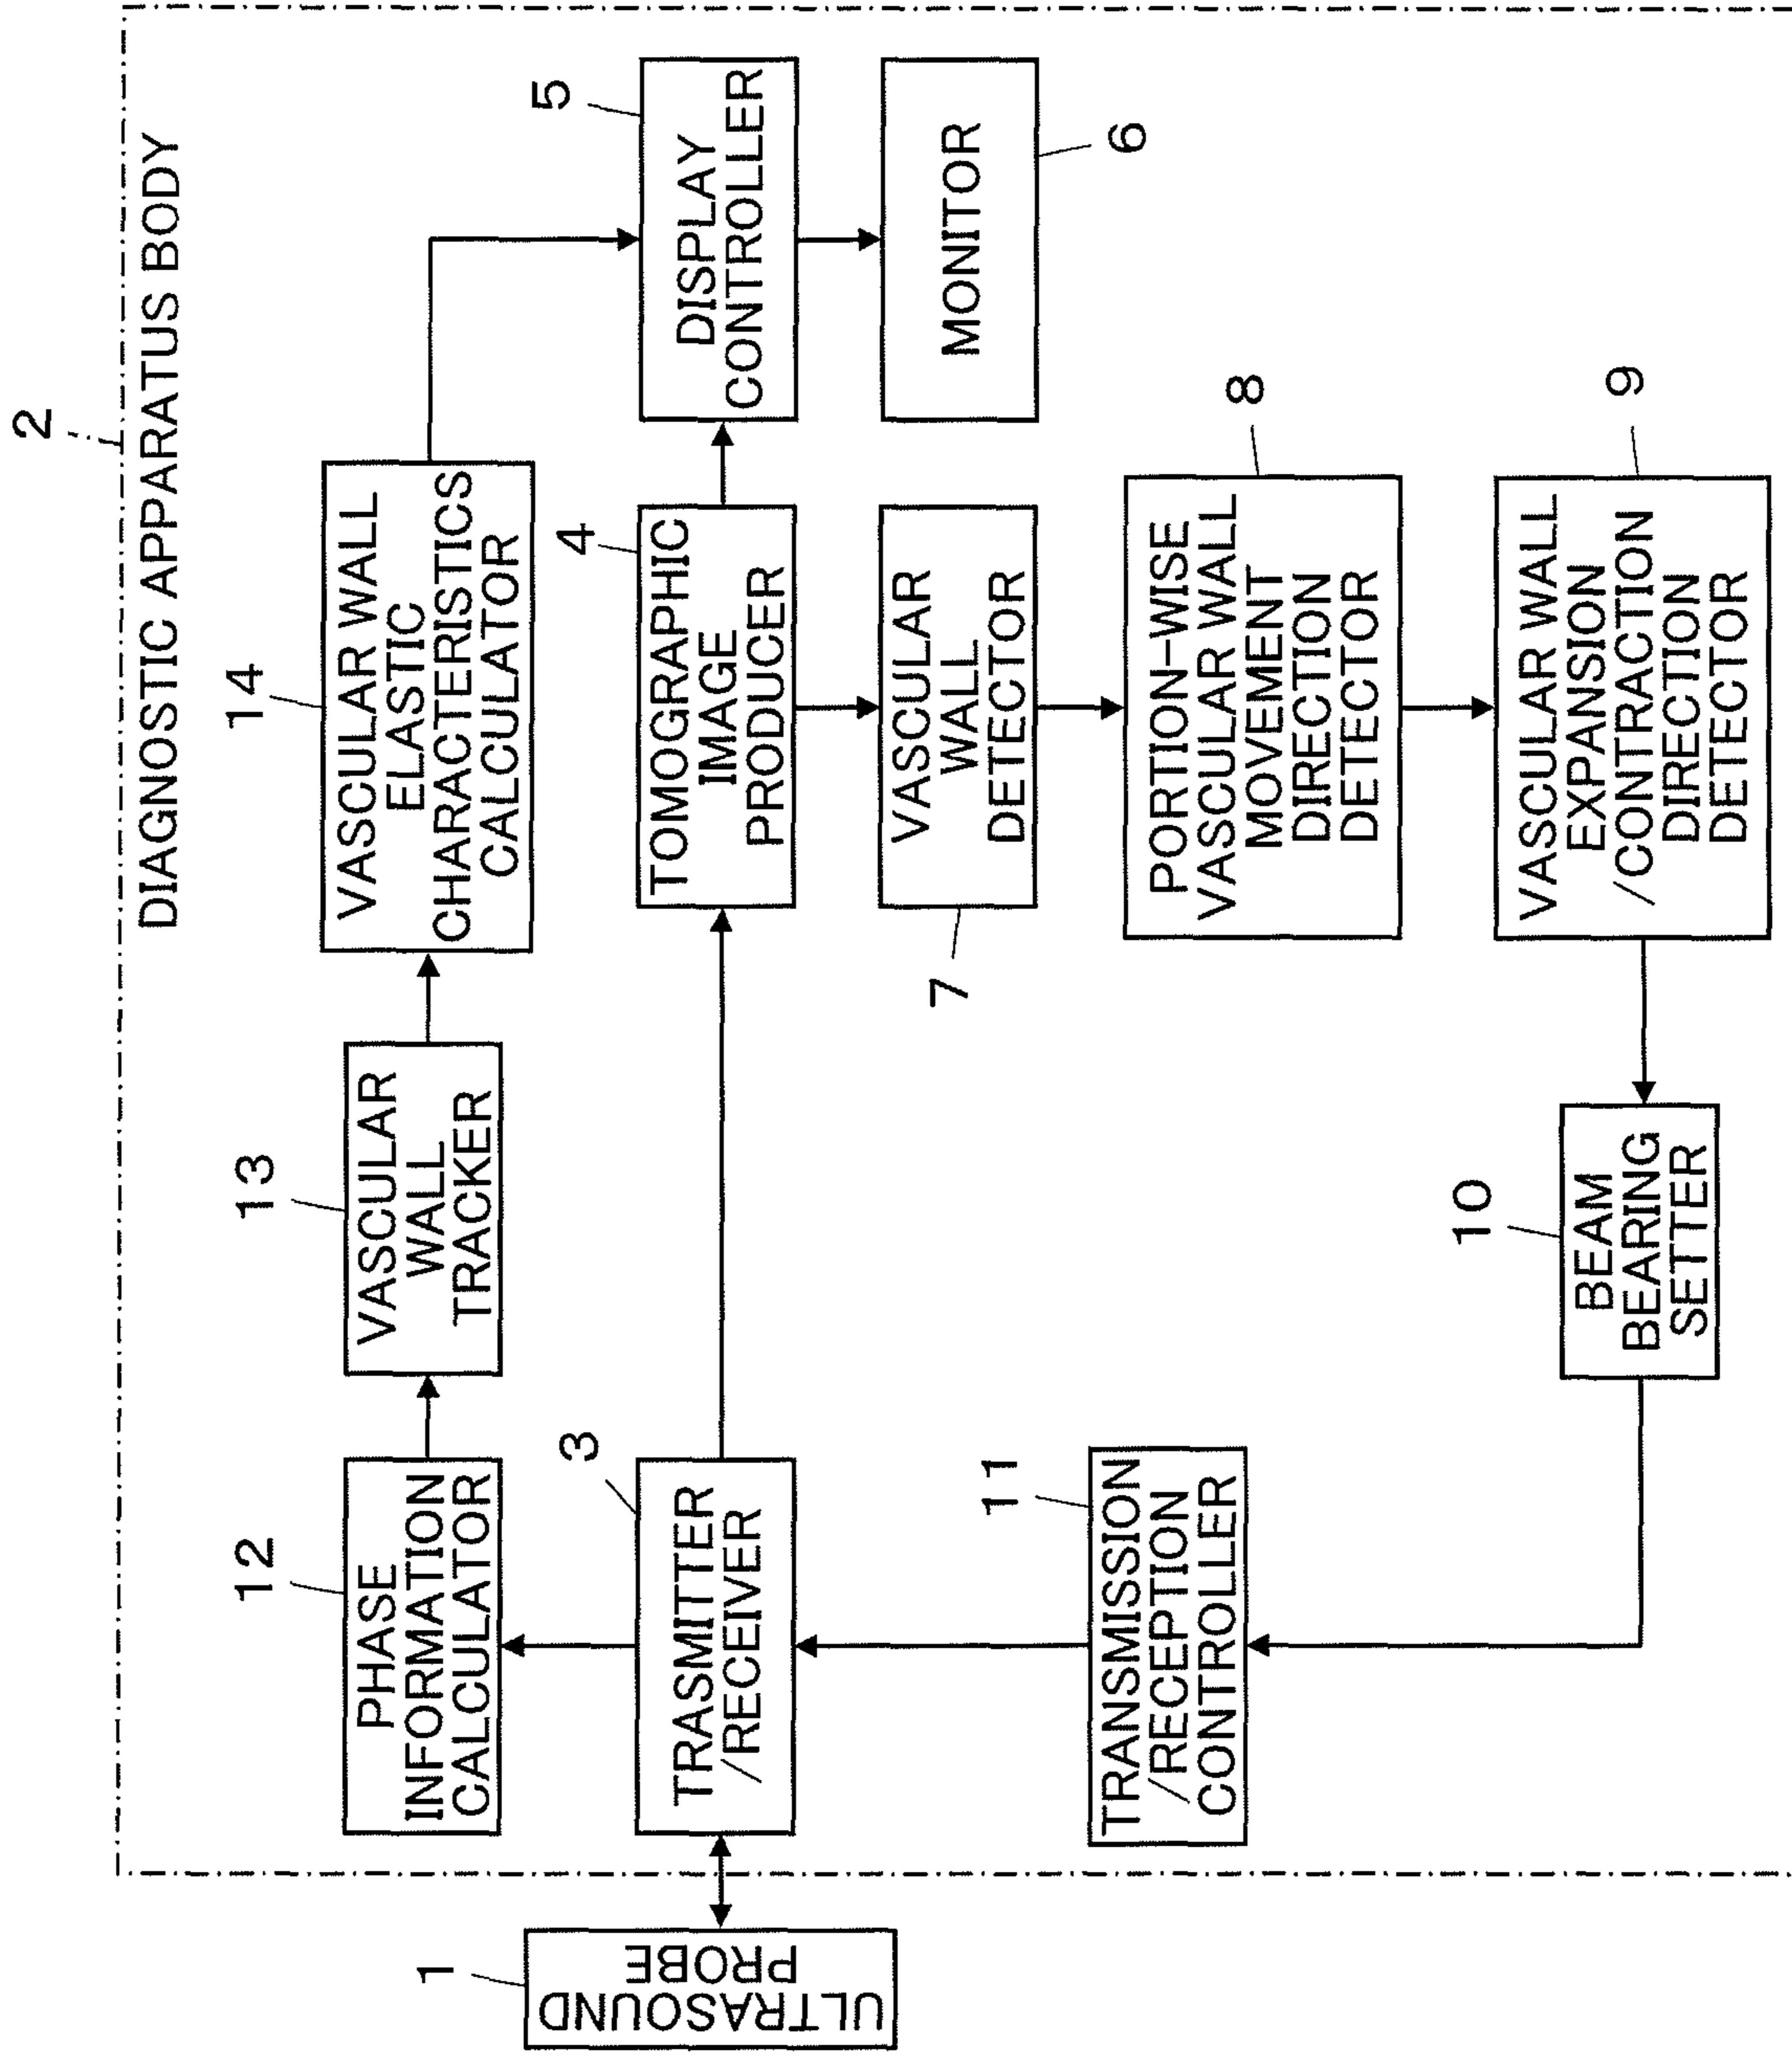 2
DIAGNOSTIC APPARATUS BODY
12
PHASE
INFORMATION
CALCULATOR
13
VASCULAR
WALL
TRACKER
14
VASCULAR WALL
ELASTIC
CHARACTERISTICS
CALCULATOR
1
ULTRASOUND
PROBE
3
TRASMITTER
/RECEIVER
4
TOMOGRAPHIC
IMAGE
PRODUCER
5
DISPLAY
CONTROLLER
7
VASCULAR
WALL
DETECTOR
MONITOR
6
11
TRANSMISSION
/RECEPTION
CONTROLLER
8
PORTION-WISE
VASCULAR WALL
MOVEMENT
DIRECTION
DETECTOR
10
BEAM
BEARING
SETTER
9
VASCULAR WALL
EXPANSION
/CONTRACTION
DIRECTION
DETECTOR